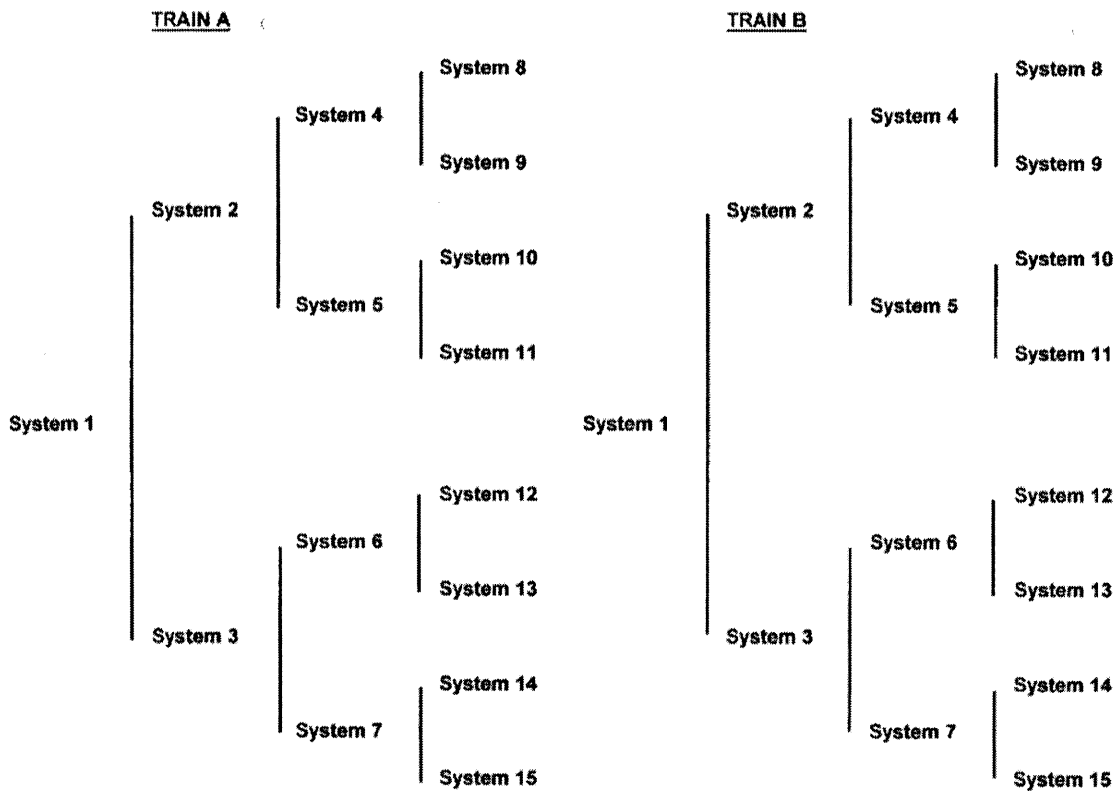 TRAIN A
TRAIN B
System 8
System 8
System 4
System 4
System 9
System 9
System 2
System 2
System 10
System 10
System 5
System 5
System 11
System 11
System 1
System 1
System 12
System 12
System 6
System 6
System 13
System 13
System 3
System 3
System 14
System 14
System 7
System 7
System 15
System 15